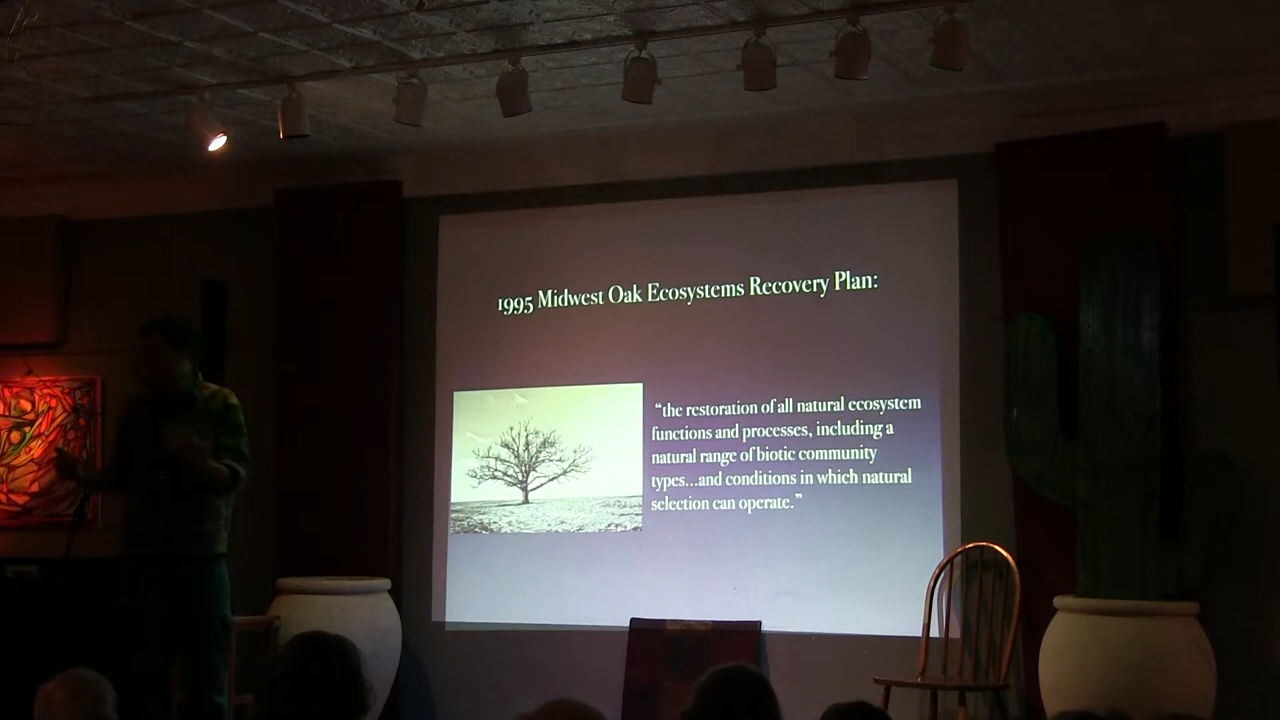 1995 Midwest Oak Ecosystems Recovery Plan:
“the restoration of all natural ecosystem
functions and processes, including a
natural range of biotic community
types...and conditions in which natural
selection can operate.”